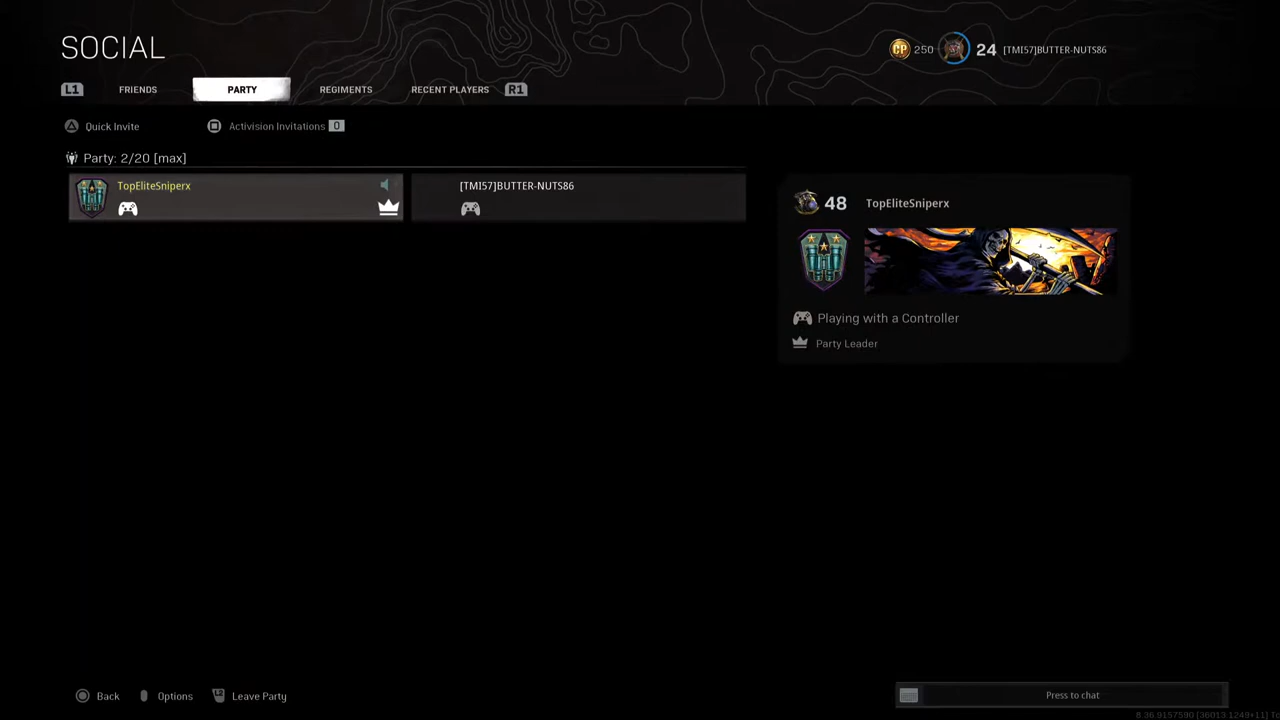 SOCIAL
CP 250 24 [TMI57]BUTTER-NUTS86
L1 FRIENDS PARTY REGIMENTS RECENT PLAYERS R1
Quick Invite Activision Invitations 0
Party: 2/20 [max]
TopEliteSniperx
[TMI57]BUTTER-NUTS86
48 TopEliteSniperx
Playing with a Controller
Party Leader
Back Options L2 Leave Party
Press to chat